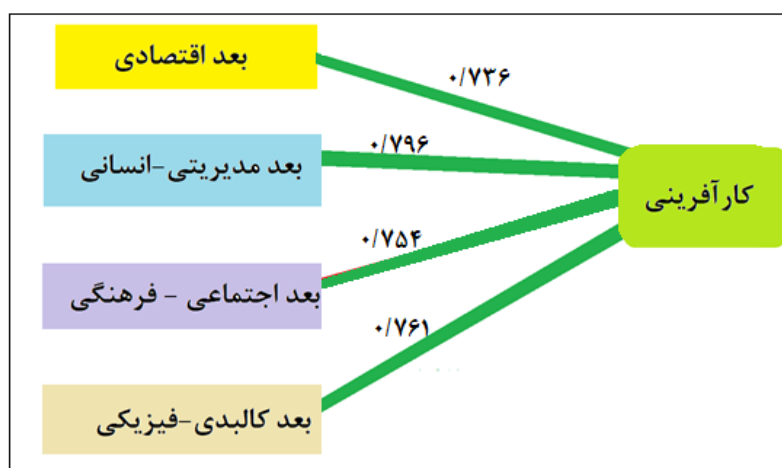 بعد اقتصادی
۰/۷۳۶
بعد مدیریتی-انسانی
۰/۷۹۶
کارآفرینی
۰/۷۵۴
بعد اجتماعی - فرهنگی
۰/۷۶۱
بعد کالبدی-فیزیکی